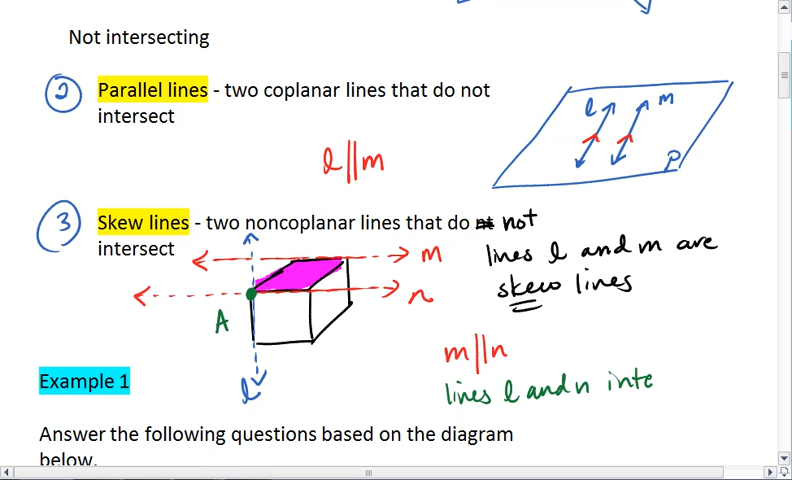 Not intersecting
2 Parallel lines - two coplanar lines that do not
intersect
l m
P
l || m
3 Skew lines - two noncoplanar lines that do not
intersect
lines l and m are
skew lines
m
n
A
l
m || n
lines l and n inte
Example 1
Answer the following questions based on the diagram
below.